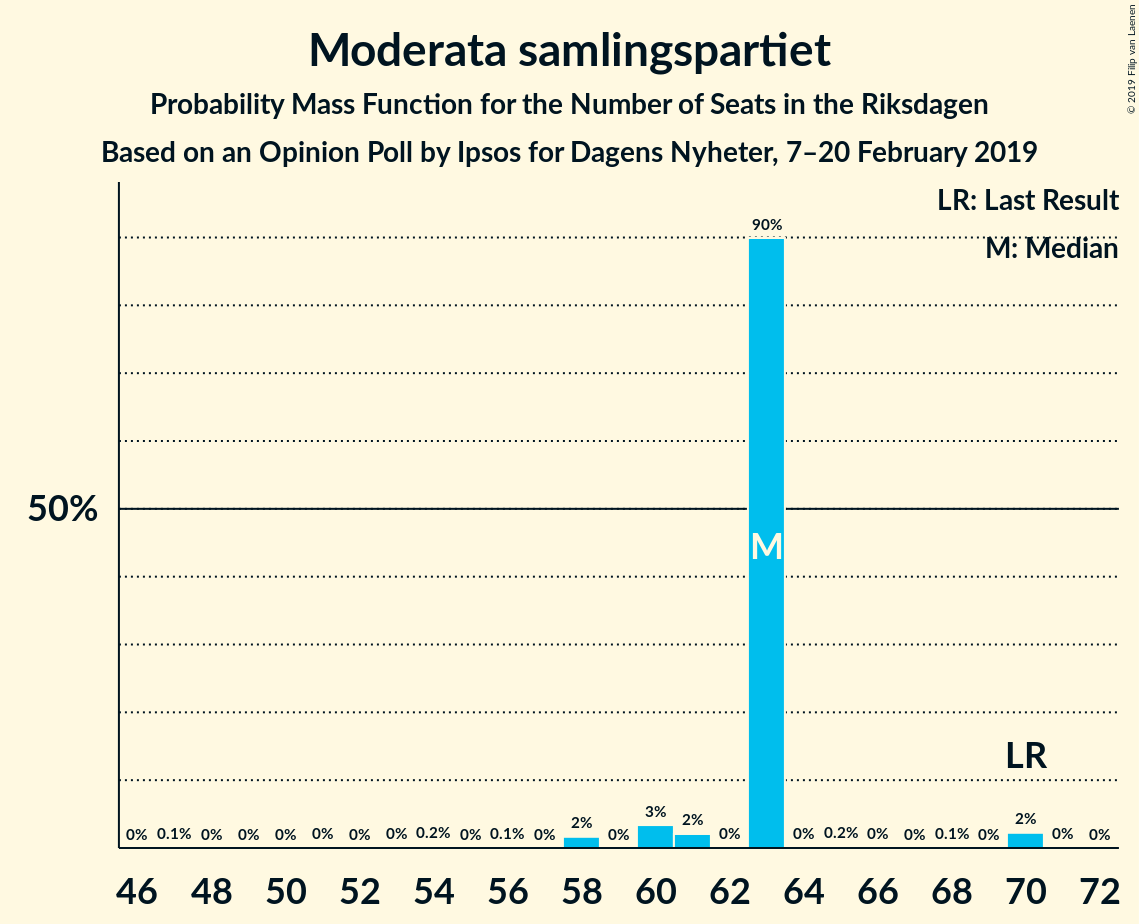 Moderata samlingspartiet
Probability Mass Function for the Number of Seats in the Riksdagen
Based on an Opinion Poll by Ipsos for Dagens Nyheter, 7–20 February 2019
© 2019 Filip van Laenen
LR: Last Result
M: Median
90%
50%
M
LR
0% 0.1% 0% 0% 0% 0% 0% 0% 0.2% 0% 0.1% 0% 2% 0% 3% 2% 0% 0% 0.2% 0% 0% 0.1% 0% 2% 0% 0%
46 48 50 52 54 56 58 60 62 64 66 68 70 72